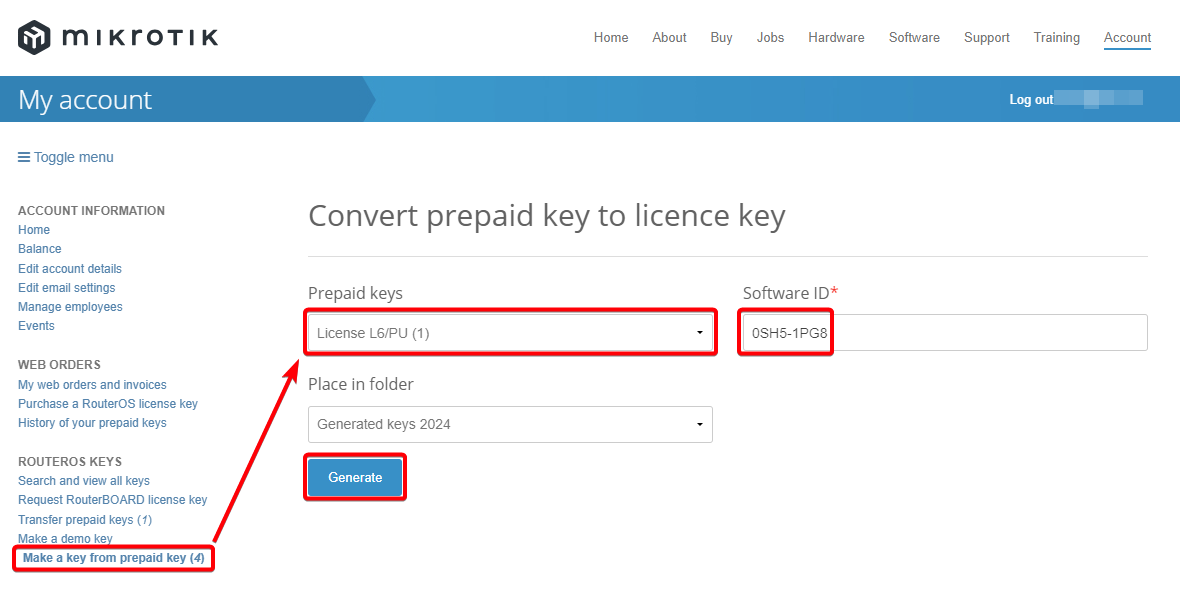 mikrotik
Home About Buy Jobs Hardware Software Support Training Account
My account
Log out
Toggle menu
ACCOUNT INFORMATION
Home
Balance
Edit account details
Edit email settings
Manage employees
Events
WEB ORDERS
My web orders and invoices
Purchase a RouterOS license key
History of your prepaid keys
ROUTEROS KEYS
Search and view all keys
Request RouterBOARD license key
Transfer prepaid keys (1)
Make a demo key
Make a key from prepaid key (4)
Convert prepaid key to licence key
Prepaid keys
License L6/PU (1)
Software ID*
0SH5-1PG8
Place in folder
Generated keys 2024
Generate